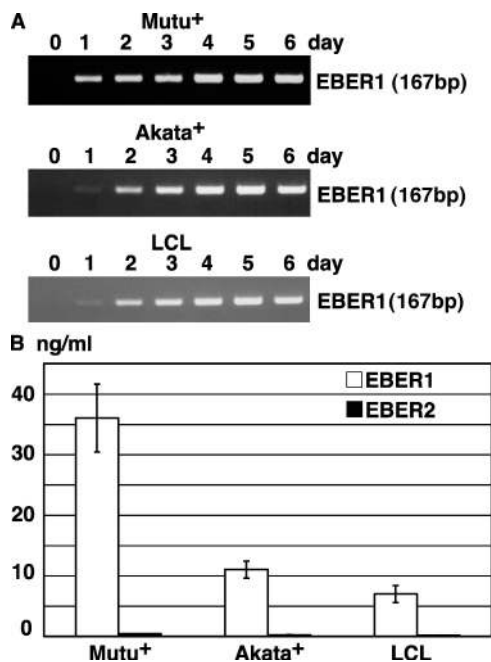 A
Mutu+
0 1 2 3 4 5 6 day
EBER1 (167bp)
Akata+
0 1 2 3 4 5 6 day
EBER1 (167bp)
LCL
0 1 2 3 4 5 6 day
EBER1 (167bp)
B ng/ml
EBER1
EBER2
40
30
20
10
0
Mutu+ Akata+ LCL